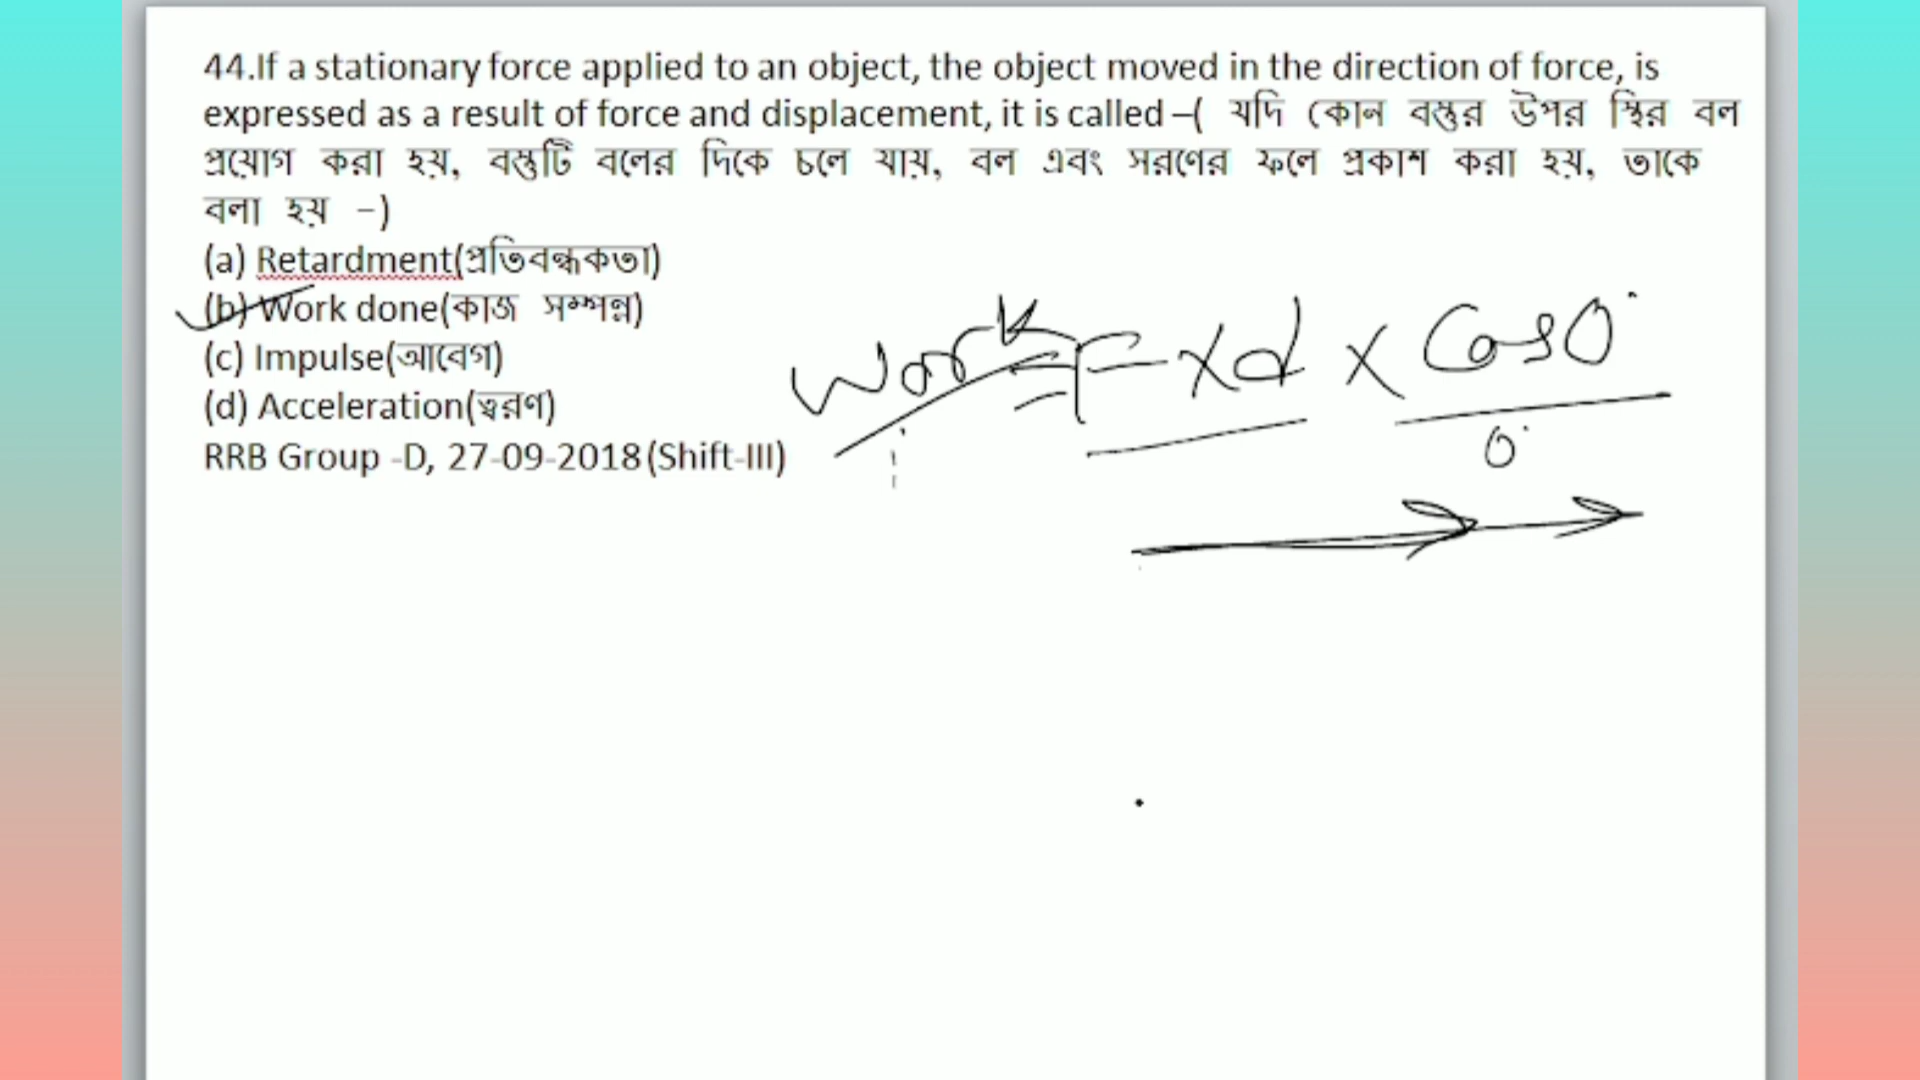 44.If a stationary force applied to an object, the object moved in the direction of force, is
expressed as a result of force and displacement, it is called –( যদি কোন বস্তুর উপর স্থির বল
প্রয়োগ করা হয়, বস্তুটি বলের দিকে চলে যায়, বল এবং সরণের ফলে প্রকাশ করা হয়, তাকে
বলা হয় –)
(a) Retardment(প্রতিবন্ধকতা)
(b) Work done(কাজ সম্পন্ন)
(c) Impulse(আবেগ)
(d) Acceleration(ত্বরণ)
RRB Group -D, 27-09-2018(Shift-III)
Work = F x d x Cos 0°
0°